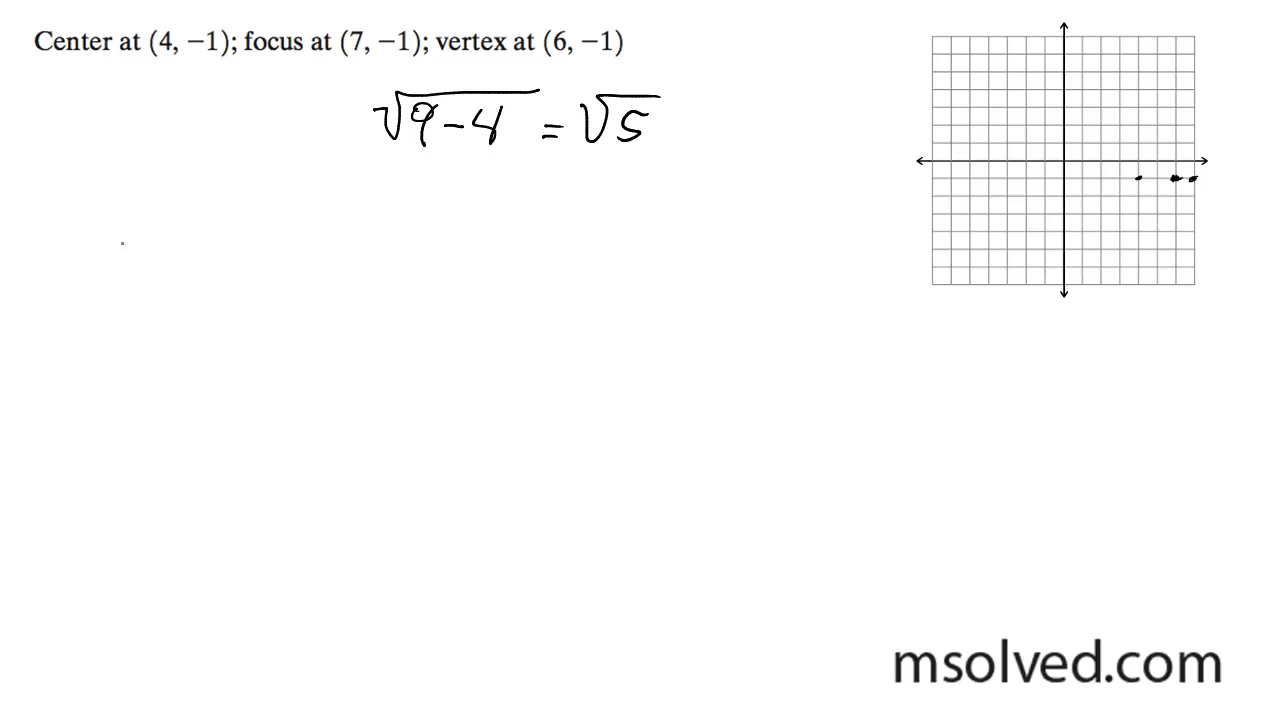 Center at (4, −1); focus at (7, −1); vertex at (6, −1)
√9 − 4 = √5
msolved.com